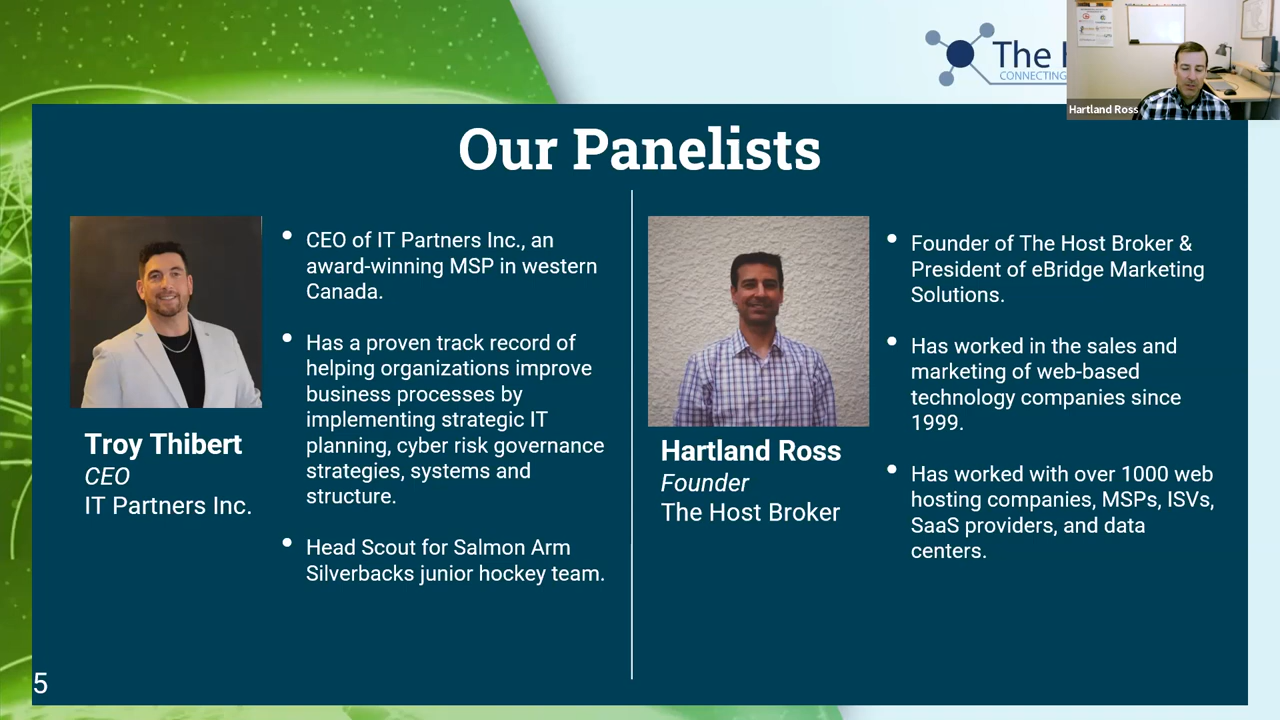 The
CONNECTING
Hartland Ross
Our Panelists
Troy Thibert
CEO
IT Partners Inc.
• CEO of IT Partners Inc., an
award-winning MSP in western
Canada.
• Has a proven track record of
helping organizations improve
business processes by
implementing strategic IT
planning, cyber risk governance
strategies, systems and
structure.
• Head Scout for Salmon Arm
Silverbacks junior hockey team.
Hartland Ross
Founder
The Host Broker
• Founder of The Host Broker &
President of eBridge Marketing
Solutions.
• Has worked in the sales and
marketing of web-based
technology companies since
1999.
• Has worked with over 1000 web
hosting companies, MSPs, ISVs,
SaaS providers, and data
centers.
5